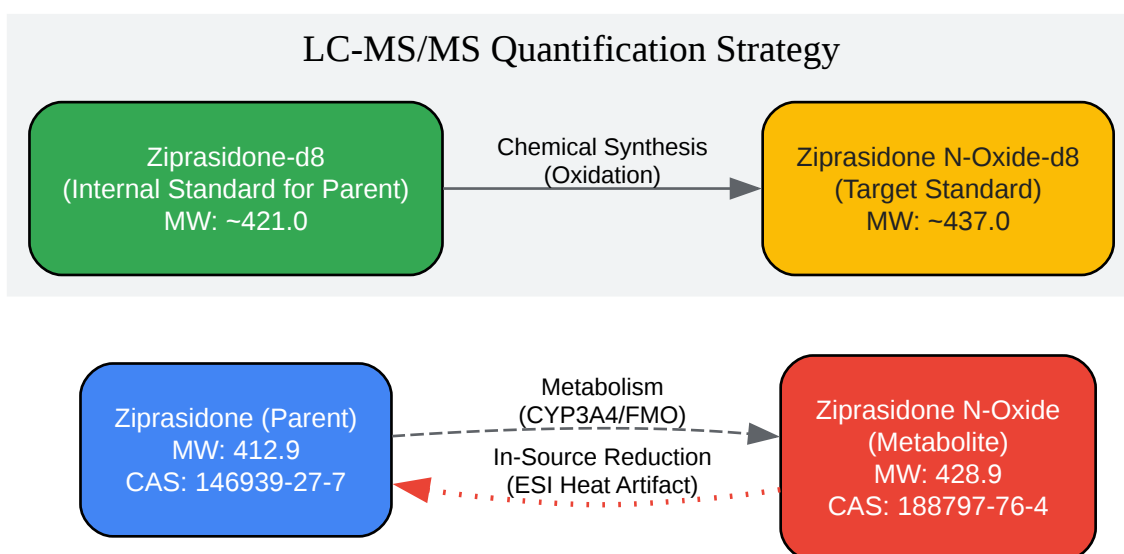 LC-MS/MS Quantification Strategy
Ziprasidone-d8
(Internal Standard for Parent)
MW: ~421.0
Chemical Synthesis
(Oxidation)
Ziprasidone N-Oxide-d8
(Target Standard)
MW: ~437.0
Ziprasidone (Parent)
MW: 412.9
CAS: 146939-27-7
Metabolism
(CYP3A4/FMO)
In-Source Reduction
(ESI Heat Artifact)
Ziprasidone N-Oxide
(Metabolite)
MW: 428.9
CAS: 188797-76-4